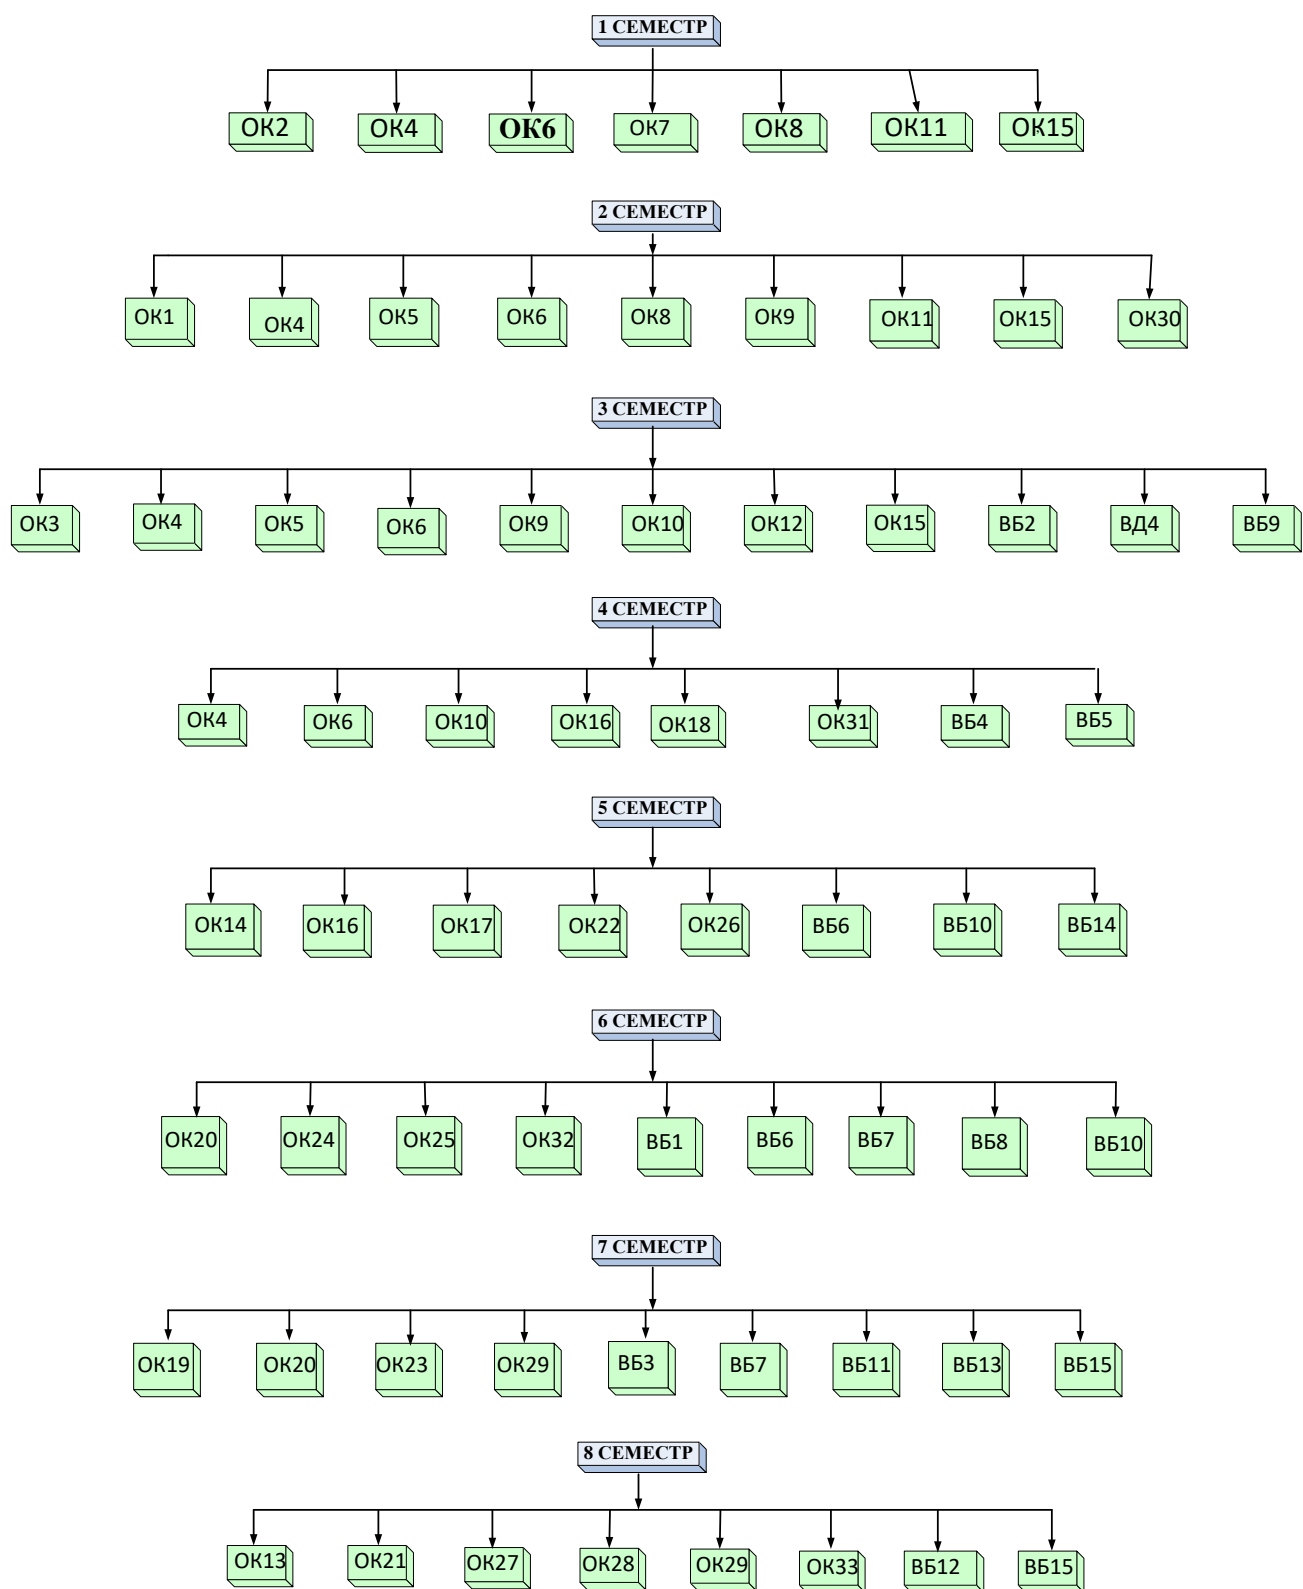 1 СЕМЕСТР
ОК2 ОК4 ОК6 ОК7 ОК8 ОК11 ОК15
2 СЕМЕСТР
ОК1 ОК4 ОК5 ОК6 ОК8 ОК9 ОК11 ОК15 ОК30
3 СЕМЕСТР
ОК3 ОК4 ОК5 ОК6 ОК9 ОК10 ОК12 ОК15 ВБ2 ВД4 ВБ9
4 СЕМЕСТР
ОК4 ОК6 ОК10 ОК16 ОК18 ОК31 ВБ4 ВБ5
5 СЕМЕСТР
ОК14 ОК16 ОК17 ОК22 ОК26 ВБ6 ВБ10 ВБ14
6 СЕМЕСТР
ОК20 ОК24 ОК25 ОК32 ВБ1 ВБ6 ВБ7 ВБ8 ВБ10
7 СЕМЕСТР
ОК19 ОК20 ОК23 ОК29 ВБ3 ВБ7 ВБ11 ВБ13 ВБ15
8 СЕМЕСТР
ОК13 ОК21 ОК27 ОК28 ОК29 ОК33 ВБ12 ВБ15